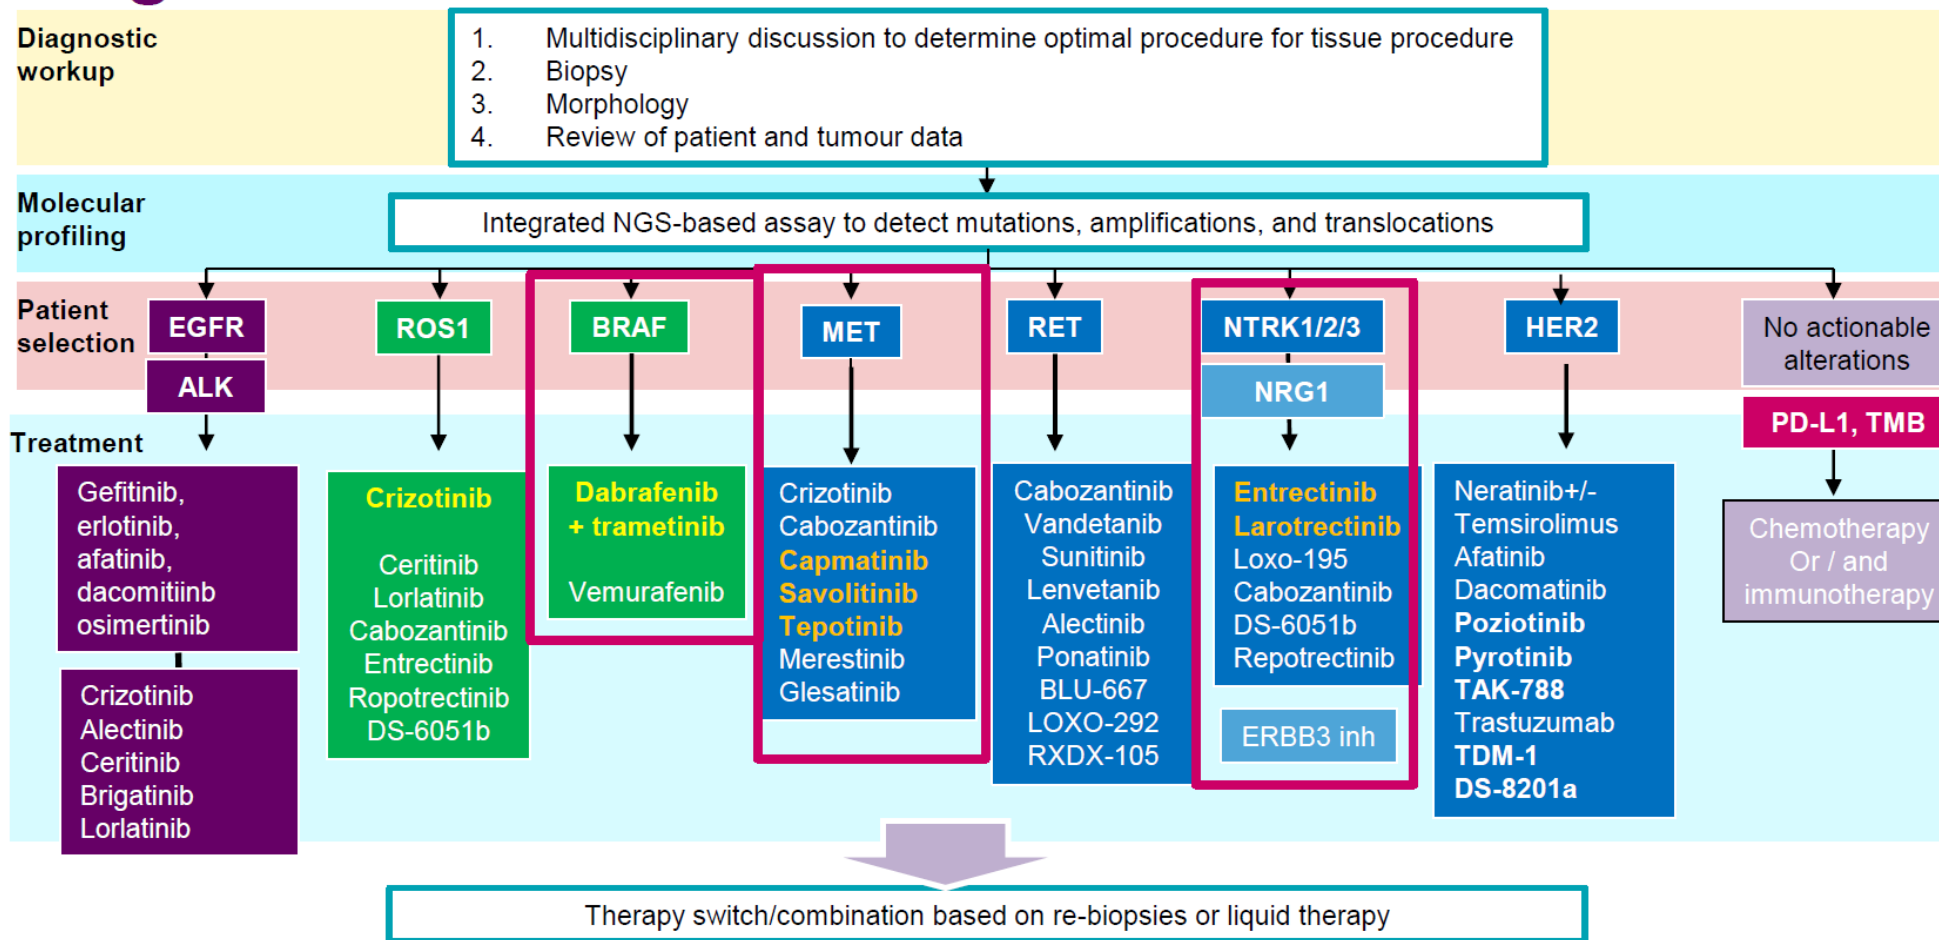 Diagnostic
workup
1. Multidisciplinary discussion to determine optimal procedure for tissue procedure
2. Biopsy
3. Morphology
4. Review of patient and tumour data
Molecular
profiling
Integrated NGS-based assay to detect mutations, amplifications, and translocations
Patient
selection
EGFR
ALK
ROS1
BRAF
MET
RET
NTRK1/2/3
NRG1
HER2
No actionable
alterations
PD-L1, TMB
Treatment
Gefitinib,
erlotinib,
afatinib,
dacomitiinb
osimertinib
Crizotinib
Alectinib
Ceritinib
Brigatinib
Lorlatinib
Crizotinib
Ceritinib
Lorlatinib
Cabozantinib
Entrectinib
Ropotrectinib
DS-6051b
Dabrafenib
+ trametinib
Vemurafenib
Crizotinib
Cabozantinib
Capmatinib
Savolitinib
Tepotinib
Merestinib
Glesatinib
Cabozantinib
Vandetanib
Sunitinib
Lenvetanib
Alectinib
Ponatinib
BLU-667
LOXO-292
RXDX-105
Entrectinib
Larotrectinib
Loxo-195
Cabozantinib
DS-6051b
Repotrectinib
ERBB3 inh
Neratinib+/-
Temsirolimus
Afatinib
Dacomatinib
Poziotinib
Pyrotinib
TAK-788
Trastuzumab
TDM-1
DS-8201a
Chemotherapy
Or / and
immunotherapy
Therapy switch/combination based on re-biopsies or liquid therapy